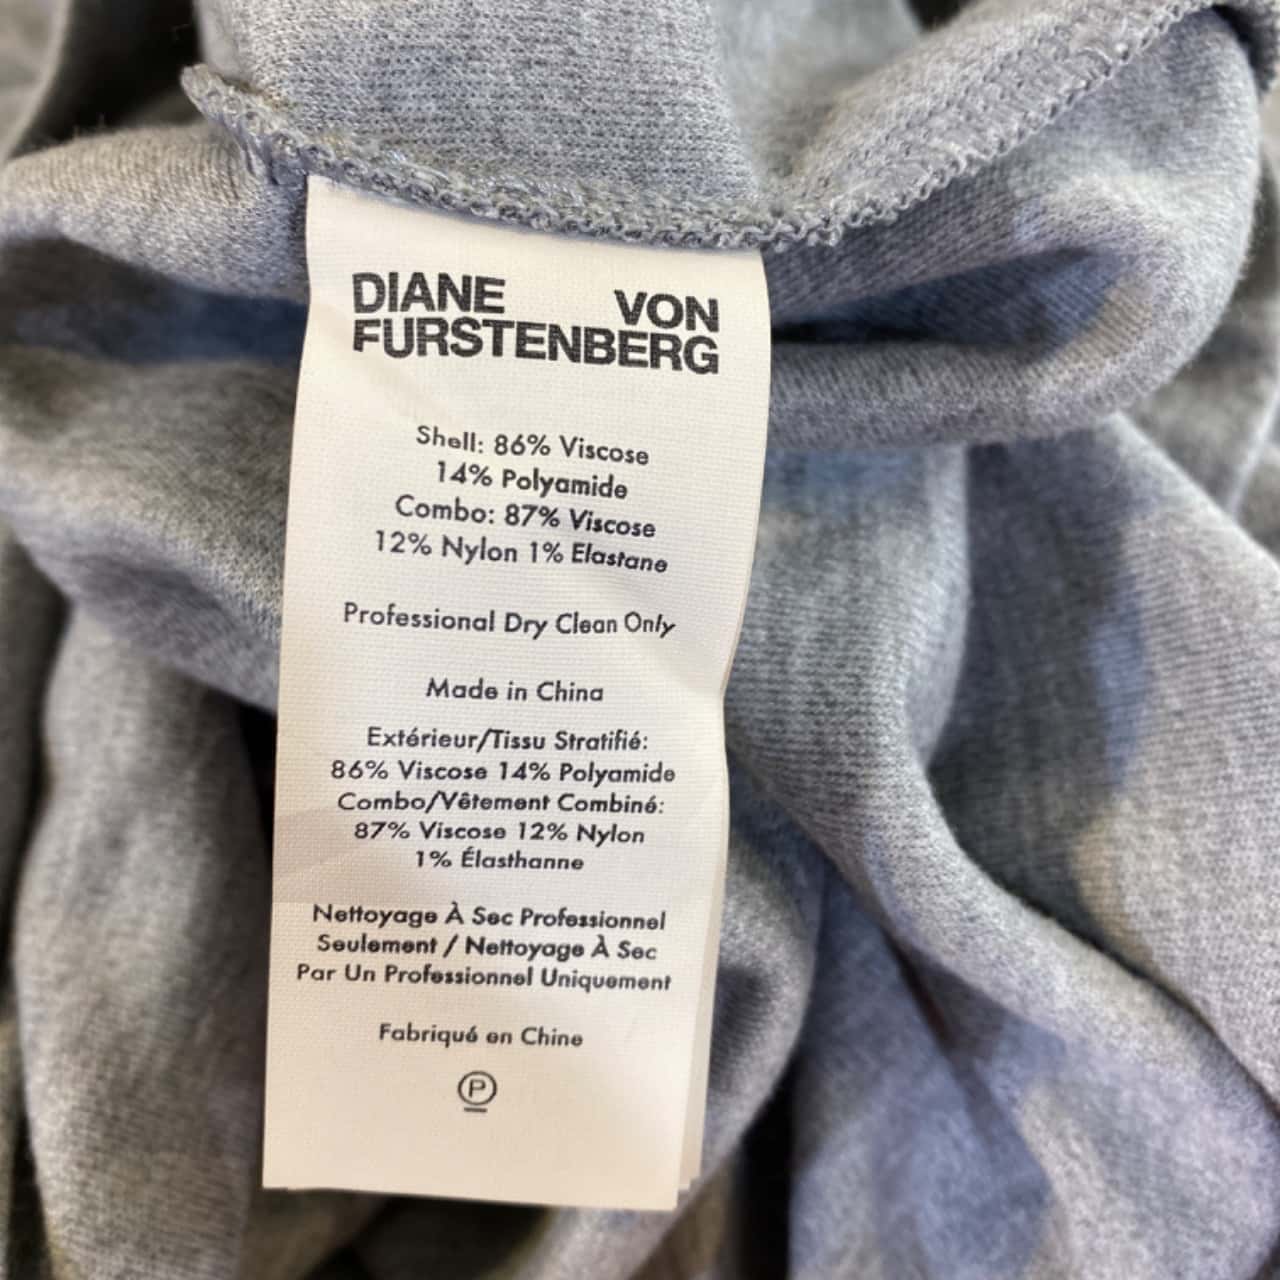 DIANE VON
FURSTENBERG
Shell: 86% Viscose
14% Polyamide
Combo: 87% Viscose
12% Nylon 1% Elastane
Professional Dry Clean Only
Made in China
Extérieur/Tissu Stratifié:
86% Viscose 14% Polyamide
Combo/Vêtement Combiné:
87% Viscose 12% Nylon
1% Élasthanne
Nettoyage À Sec Professionnel
Seulement / Nettoyage À Sec
Par Un Professionnel Uniquement
Fabriqué en Chine
P